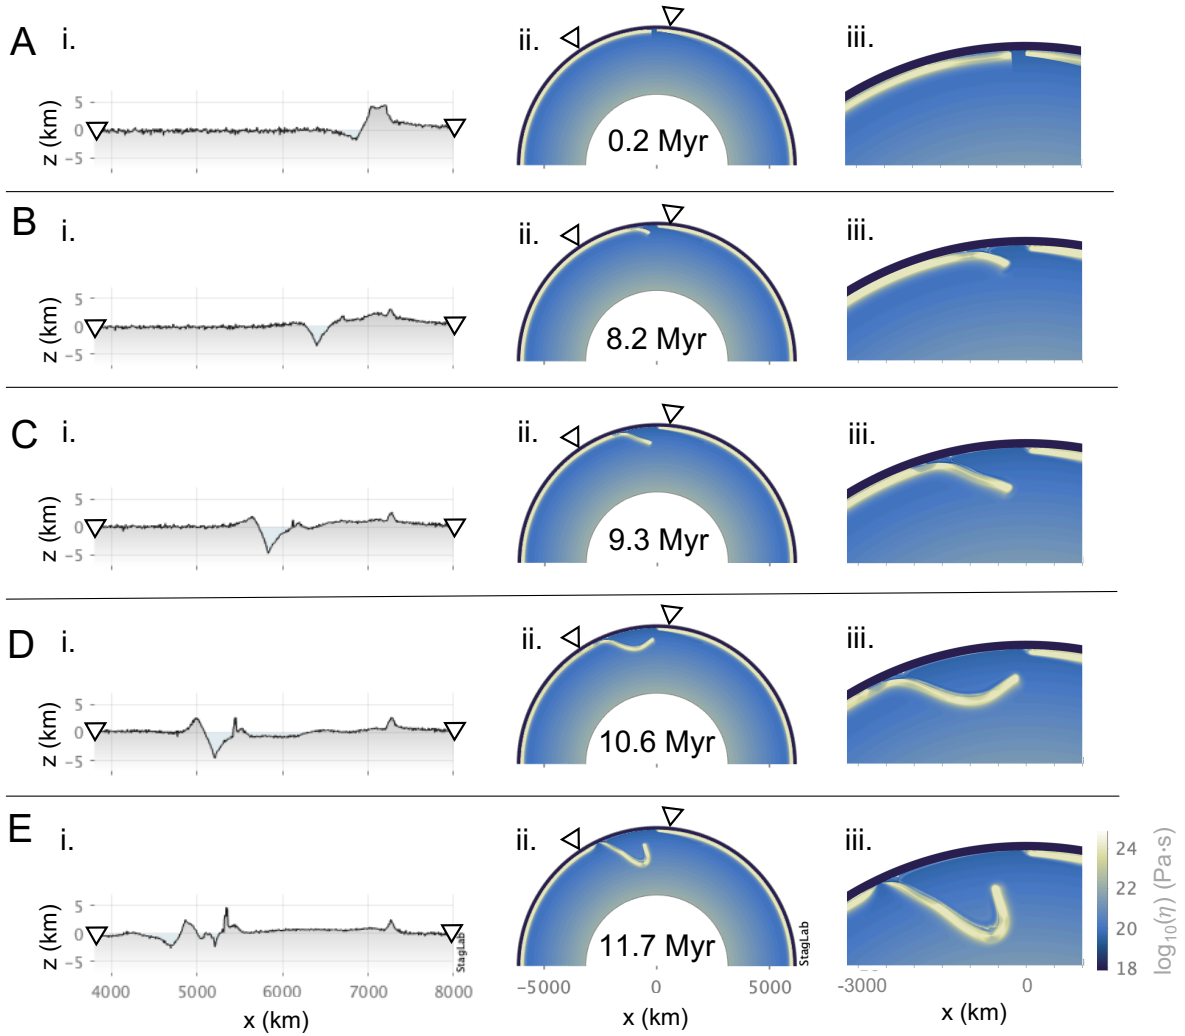 A
i.
ii.
iii.
z (km)
5
0
−5
0.2 Myr
B
i.
ii.
iii.
z (km)
5
0
−5
8.2 Myr
C
i.
ii.
iii.
z (km)
5
0
−5
9.3 Myr
D
i.
ii.
iii.
z (km)
5
0
−5
10.6 Myr
E
i.
ii.
iii.
z (km)
5
0
−5
StagLab
11.7 Myr
StagLab
24
22
20
18
log₁₀(η) (Pa·s)
4000 5000 6000 7000 8000
x (km)
−5000 0 5000
x (km)
−3000 0
x (km)